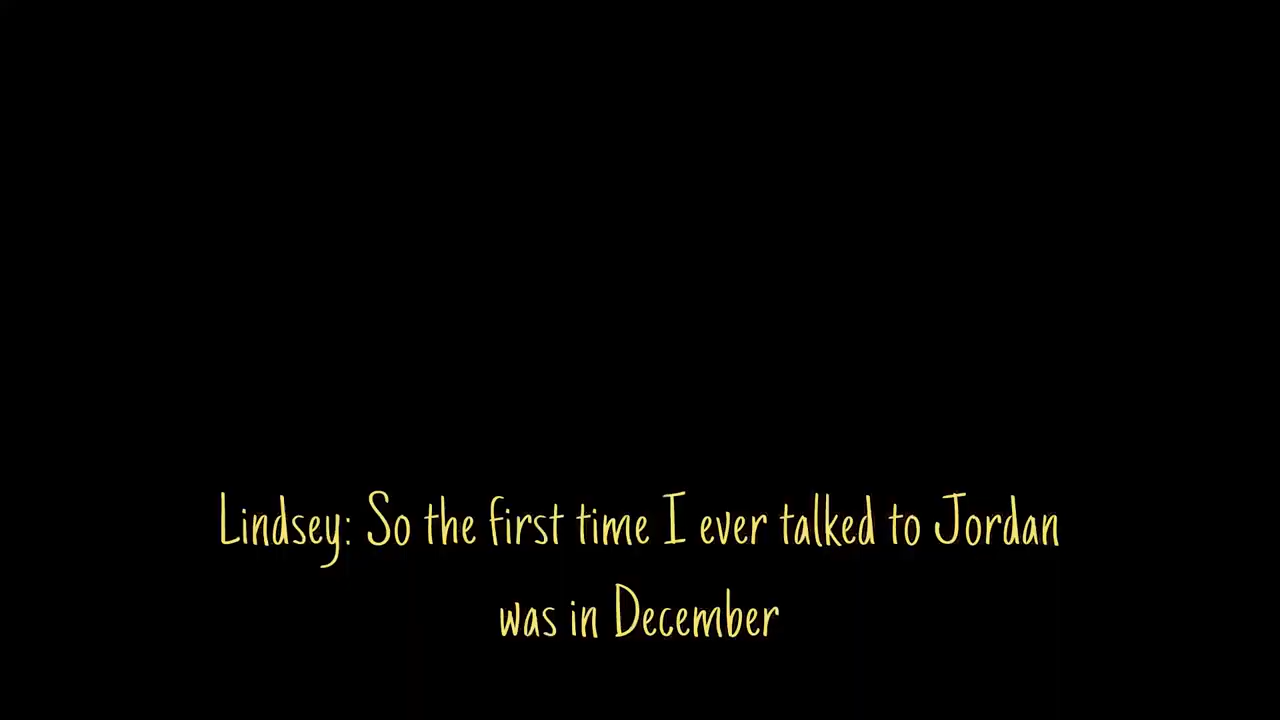 Lindsey: So the first time I ever talked to Jordan
was in December